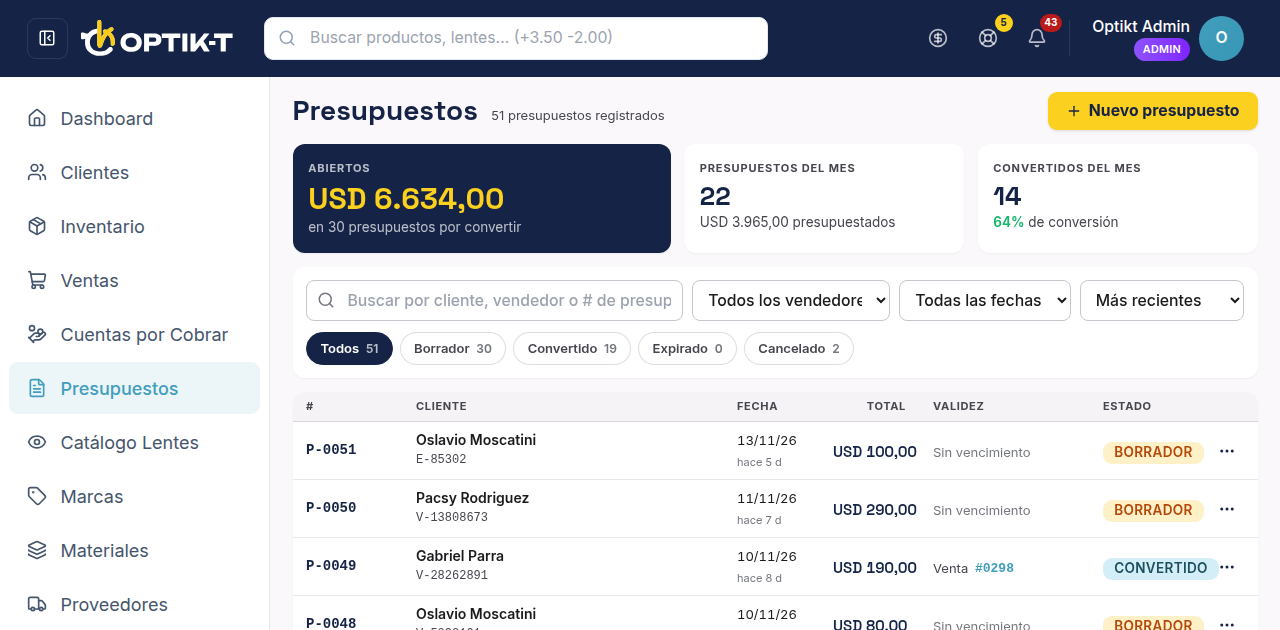 OPTIK-T
Buscar productos, lentes... (+3.50 -2.00)
5
43
Optikt Admin
ADMIN
O
Dashboard
Clientes
Inventario
Ventas
Cuentas por Cobrar
Presupuestos
Catálogo Lentes
Marcas
Materiales
Proveedores
Presupuestos
51 presupuestos registrados
+ Nuevo presupuesto
ABIERTOS
USD 6.634,00
en 30 presupuestos por convertir
PRESUPUESTOS DEL MES
22
USD 3.965,00 presupuestados
CONVERTIDOS DEL MES
14
64% de conversión
Buscar por cliente, vendedor o # de presup
Todos los vendedore
Todas las fechas
Más recientes
Todos 51
Borrador 30
Convertido 19
Expirado 0
Cancelado 2
# CLIENTE FECHA TOTAL VALIDEZ ESTADO
P-0051 Oslavio Moscatini 13/11/26 USD 100,00 Sin vencimiento BORRADOR ...
E-85302 hace 5 d
P-0050 Pacsy Rodriguez 11/11/26 USD 290,00 Sin vencimiento BORRADOR ...
V-13808673 hace 7 d
P-0049 Gabriel Parra 10/11/26 USD 190,00 Venta #0298 CONVERTIDO ...
V-28262891 hace 8 d
P-0048 Oslavio Moscatini 10/11/26 USD 80,00 Sin vencimiento BORRADOR ...